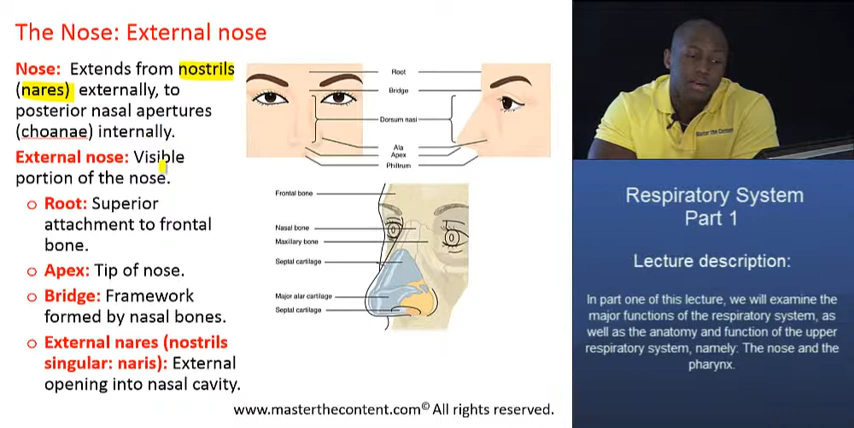 The Nose: External nose
Nose: Extends from nostrils
(nares) externally, to
posterior nasal apertures
(choanae) internally.
External nose: Visible
portion of the nose.
o Root: Superior
attachment to frontal
bone.
o Apex: Tip of nose.
o Bridge: Framework
formed by nasal bones.
o External nares (nostrils
singular: naris): External
opening into nasal cavity.
Root
Bridge
Dorsum nasi
Ala
Apex
Philtrum
Frontal bone
Nasal bone
Maxillary bone
Septal cartilage
Major alar cartilage
Septal cartilage
www.masterthecontent.com© All rights reserved.
Master the Content
Respiratory System
Part 1
Lecture description:
In part one of this lecture, we will examine the
major functions of the respiratory system, as
well as the anatomy and function of the upper
respiratory system, namely: The nose and the
pharynx.